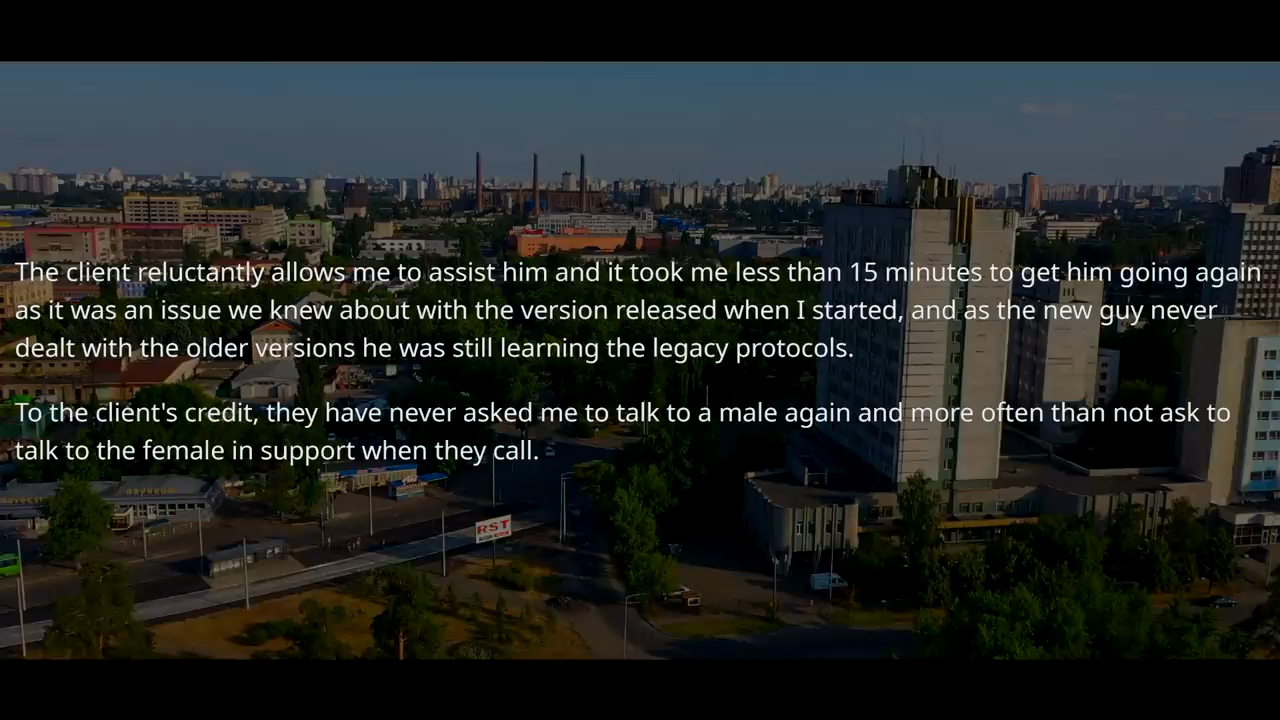 The client reluctantly allows me to assist him and it took me less than 15 minutes to get him going again
as it was an issue we knew about with the version released when I started, and as the new guy never
dealt with the older versions he was still learning the legacy protocols.
To the client's credit, they have never asked me to talk to a male again and more often than not ask to
talk to the female in support when they call.
RST